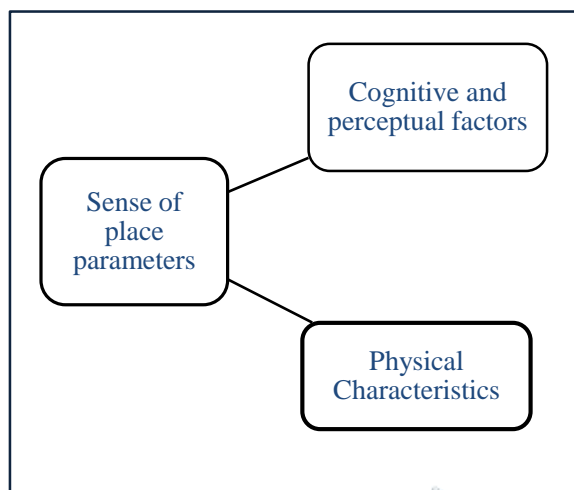 Cognitive and
perceptual factors
Sense of
place
parameters
Physical
Characteristics